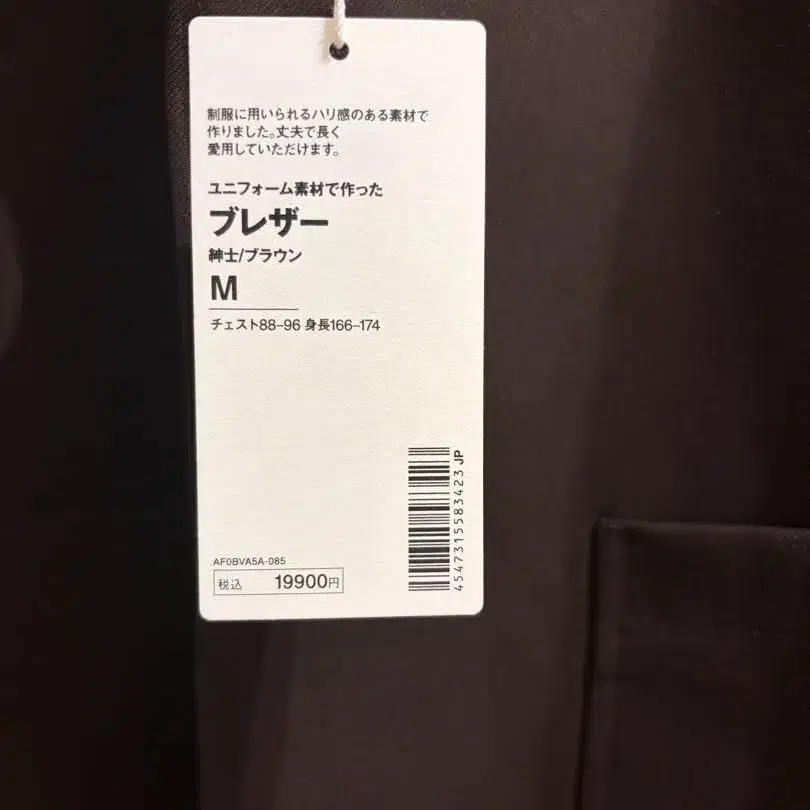 制服に用いられるハリ感のある素材で
作りました。丈夫で長く
愛用していただけます。
ユニフォーム素材で作った
ブレザー
紳士/ブラウン
M
チェスト88–96 身長166–174
4547315583423 JP
AF0BVA5A-085
税込 19900円